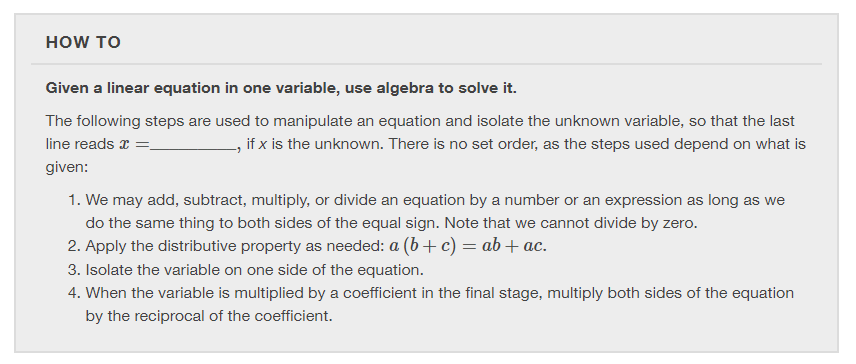 HOW TO
Given a linear equation in one variable, use algebra to solve it.
The following steps are used to manipulate an equation and isolate the unknown variable, so that the last
line reads x =_________, if x is the unknown. There is no set order, as the steps used depend on what is
given:
1. We may add, subtract, multiply, or divide an equation by a number or an expression as long as we
do the same thing to both sides of the equal sign. Note that we cannot divide by zero.
2. Apply the distributive property as needed: a (b + c) = ab + ac.
3. Isolate the variable on one side of the equation.
4. When the variable is multiplied by a coefficient in the final stage, multiply both sides of the equation
by the reciprocal of the coefficient.